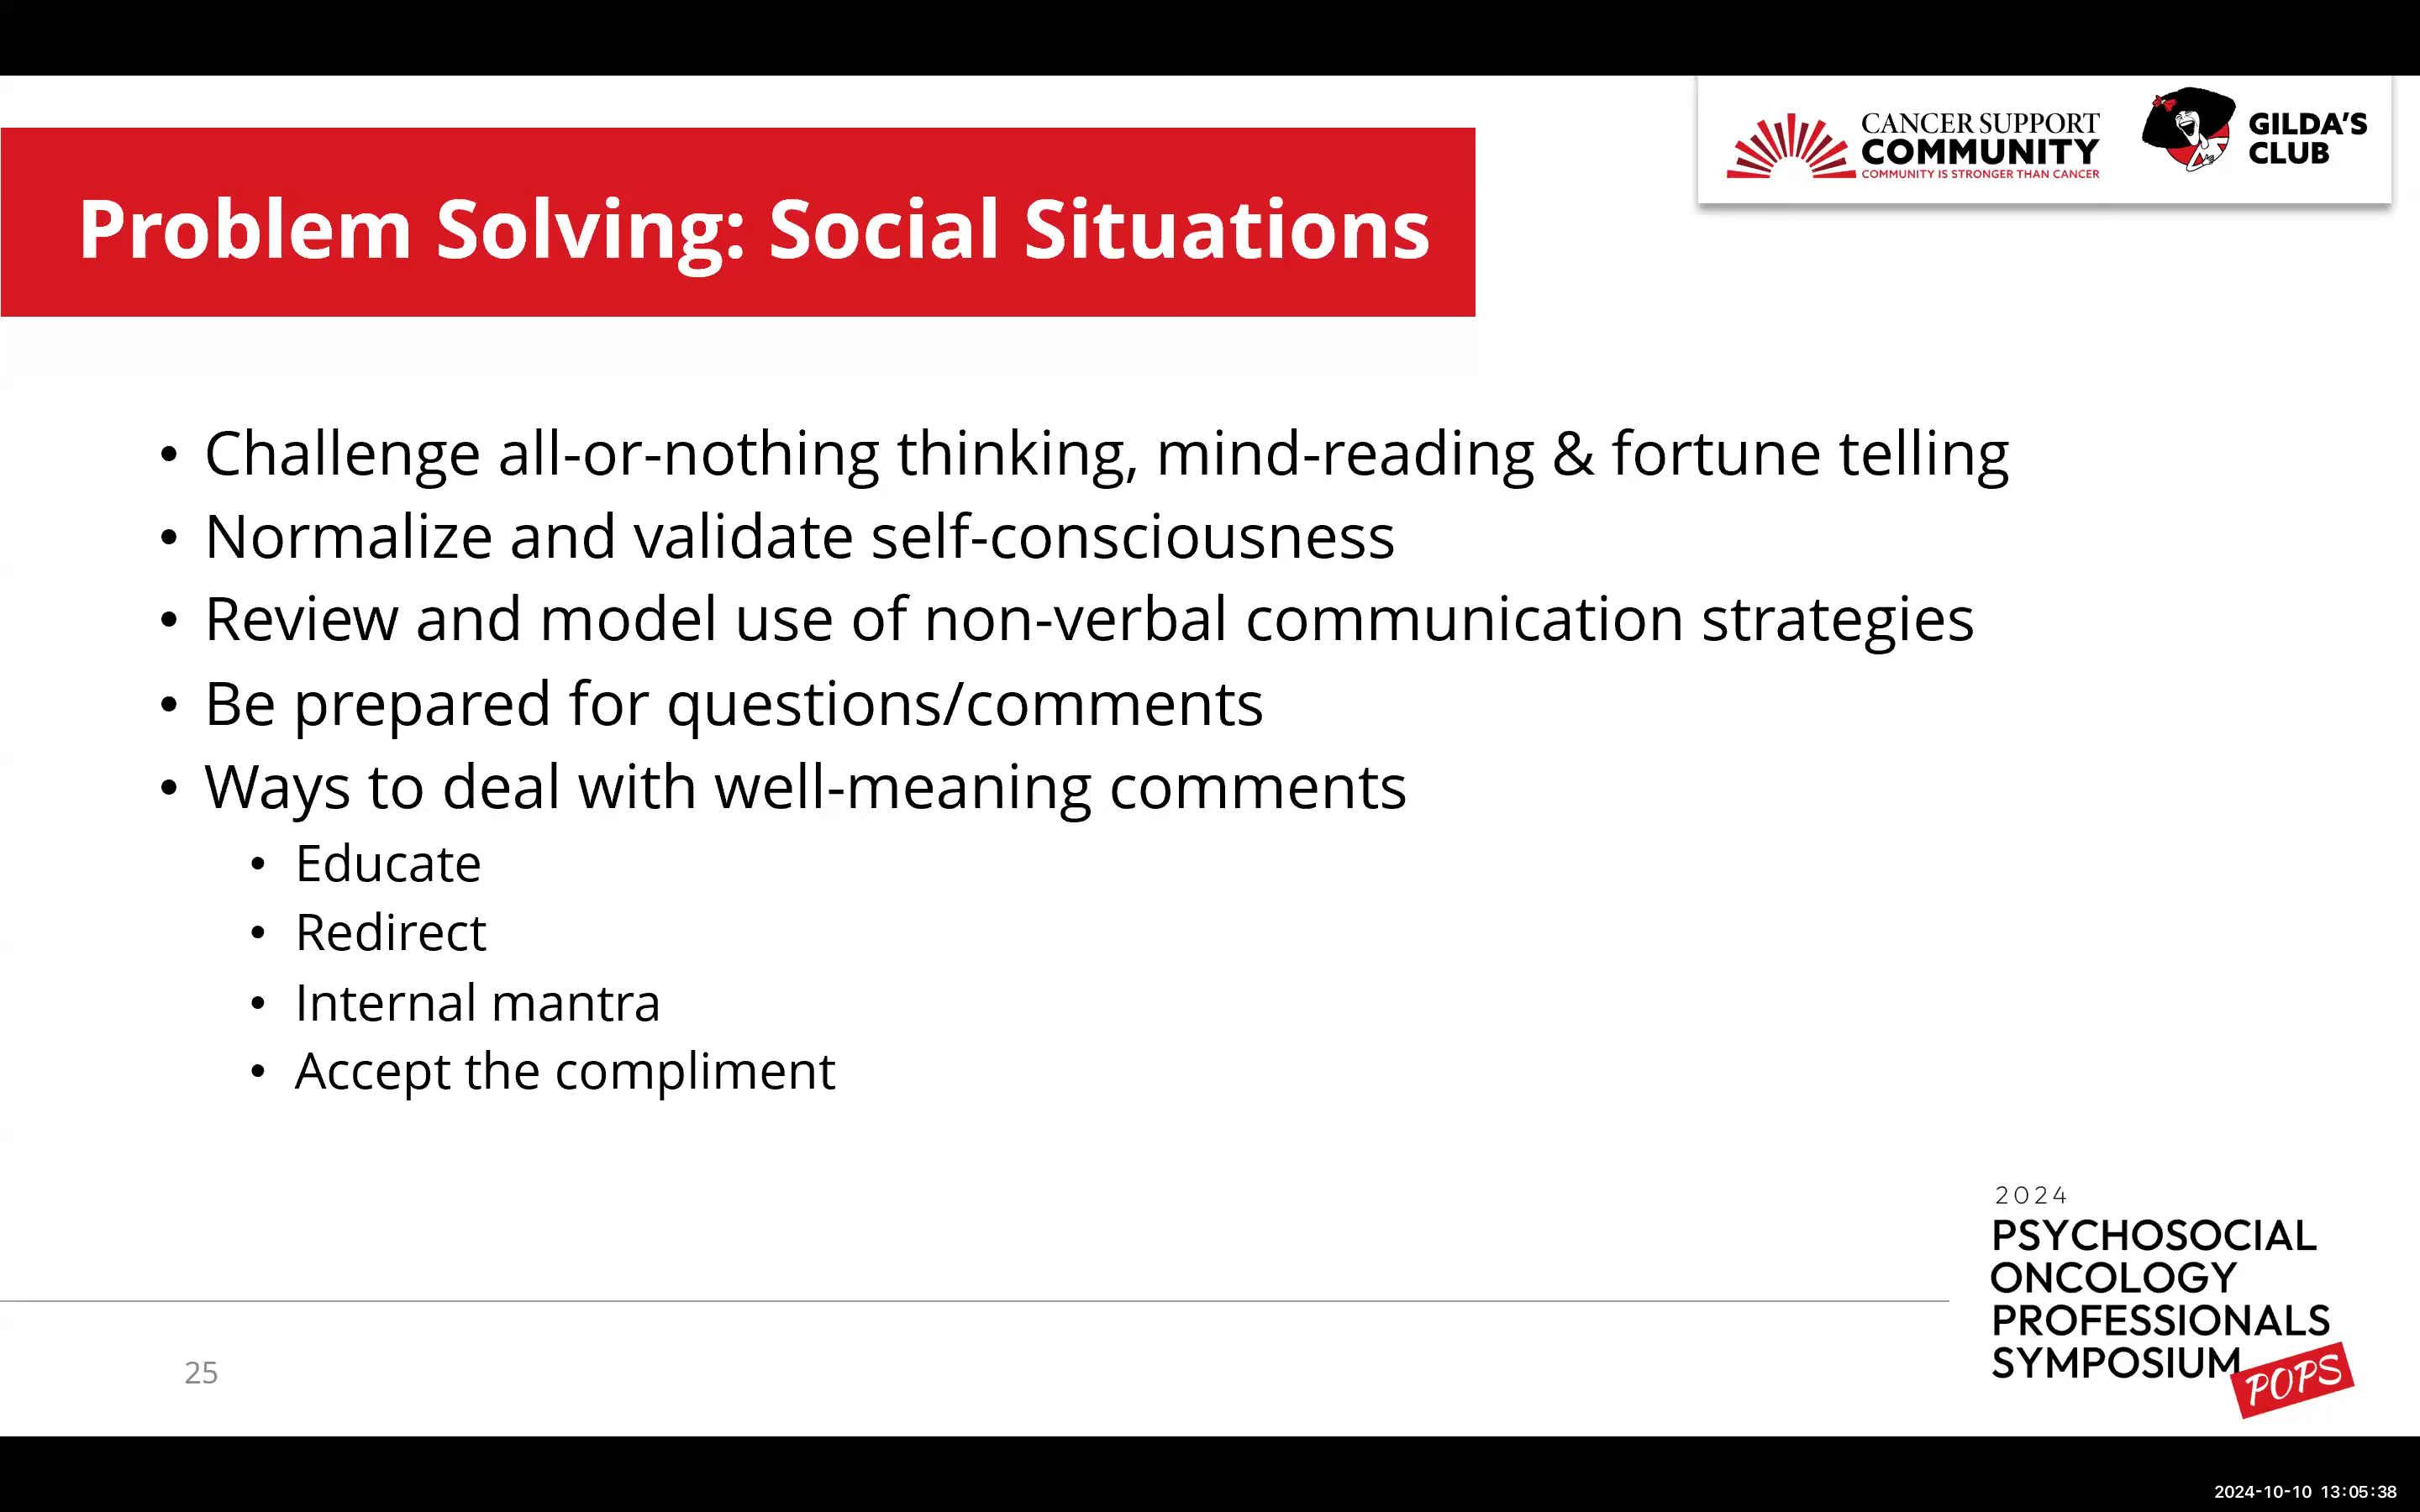 CANCER SUPPORT
COMMUNITY
COMMUNITY IS STRONGER THAN CANCER
GILDA'S
CLUB
Problem Solving: Social Situations
• Challenge all-or-nothing thinking, mind-reading & fortune telling
• Normalize and validate self-consciousness
• Review and model use of non-verbal communication strategies
• Be prepared for questions/comments
• Ways to deal with well-meaning comments
• Educate
• Redirect
• Internal mantra
• Accept the compliment
2024
PSYCHOSOCIAL
ONCOLOGY
PROFESSIONALS
SYMPOSIUM
POPS
25
2024-10-10 13:05:38